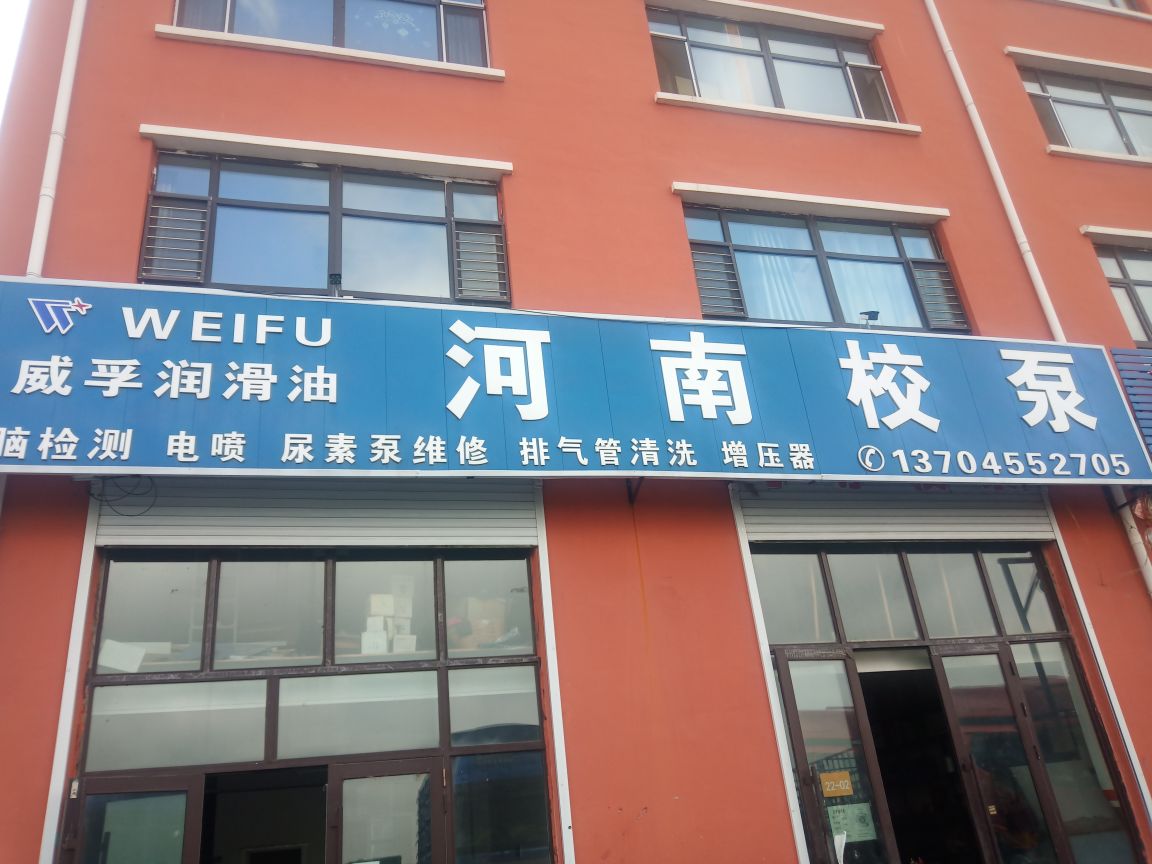 WEIFU
威孚润滑油
河南校泵
脑检测 电喷 尿素泵维修 排气管清洗 增压器
13704552705
22-02